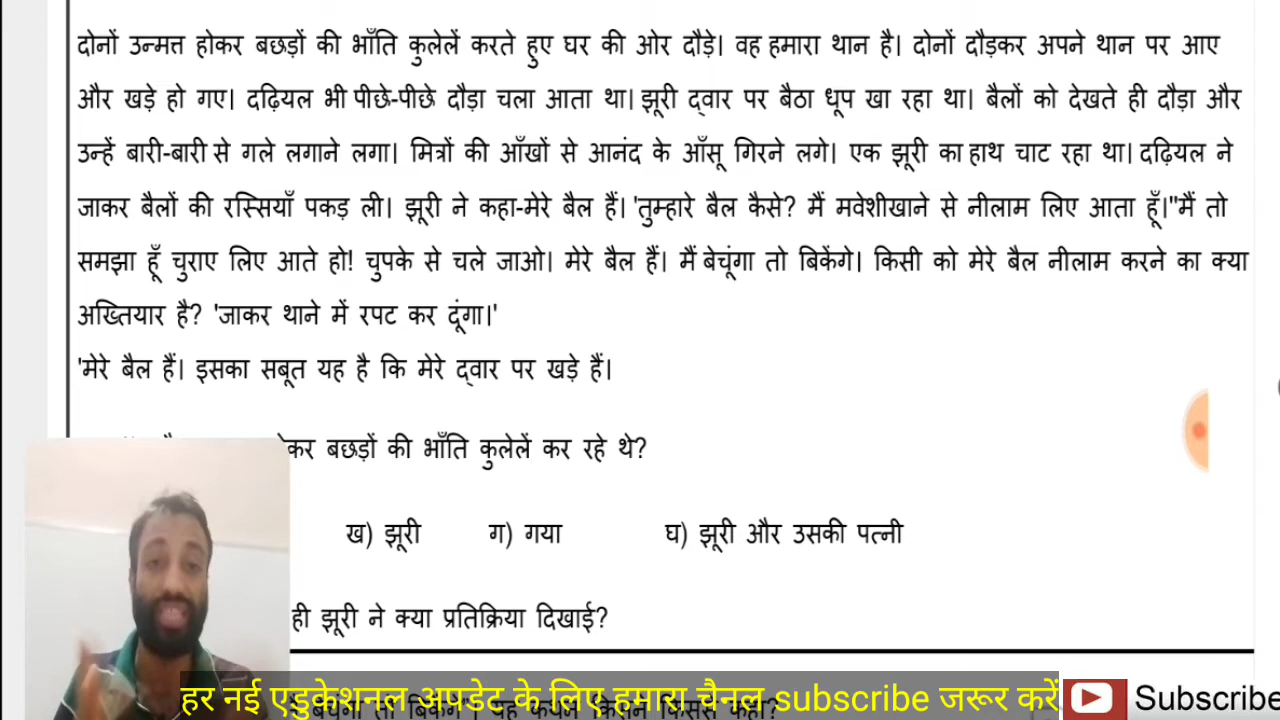 दोनों उन्मत्त होकर बछड़ों की भाँति कुलेलें करते हुए घर की ओर दौड़े। वह हमारा थान है। दोनों दौड़कर अपने थान पर आए
और खड़े हो गए। दढ़ियल भी पीछे-पीछे दौड़ा चला आता था। झूरी द्वार पर बैठा धूप खा रहा था। बैलों को देखते ही दौड़ा और
उन्हें बारी-बारी से गले लगाने लगा। मित्रों की आँखों से आनंद के आँसू गिरने लगे। एक झूरी का हाथ चाट रहा था। दढ़ियल ने
जाकर बैलों की रस्सियाँ पकड़ ली। झूरी ने कहा-मेरे बैल हैं। 'तुम्हारे बैल कैसे? मैं मवेशीखाने से नीलाम लिए आता हूँ।''मैं तो
समझा हूँ चुराए लिए आते हो! चुपके से चले जाओ। मेरे बैल हैं। मैं बेचूंगा तो बिकेंगे। किसी को मेरे बैल नीलाम करने का क्या
अख्तियार है? 'जाकर थाने में रपट कर दूंगा।'
'मेरे बैल हैं। इसका सबूत यह है कि मेरे द्वार पर खड़े हैं।
बछड़ों की भाँति कुलेलें कर रहे थे?
ख) झूरी ग) गया घ) झूरी और उसकी पत्नी
ही झूरी ने क्या प्रतिक्रिया दिखाई?
हर नई एडुकेशनल अपडेट के लिए हमारा चैनल subscribe जरूर करें Subscribe